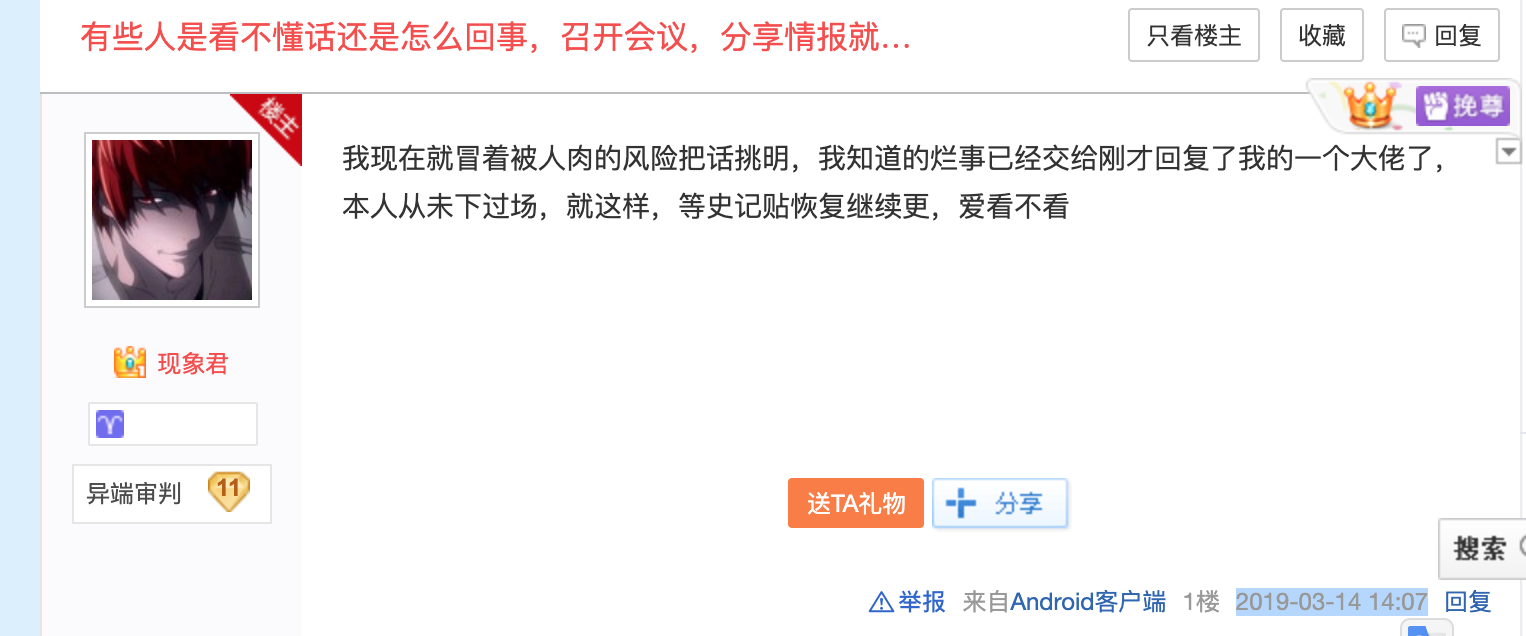 有些人是看不懂话还是怎么回事，召开会议，分享情报就...
只看楼主
收藏
回复
挽尊
楼主
我现在就冒着被人肉的风险把话挑明，我知道的烂事已经交给刚才回复了我的一个大佬了，
本人从未下过场，就这样，等史记贴恢复继续更，爱看不看
现象君
异端审判 11
送TA礼物
分享
搜索
举报 来自Android客户端 1楼 2019-03-14 14:07 回复